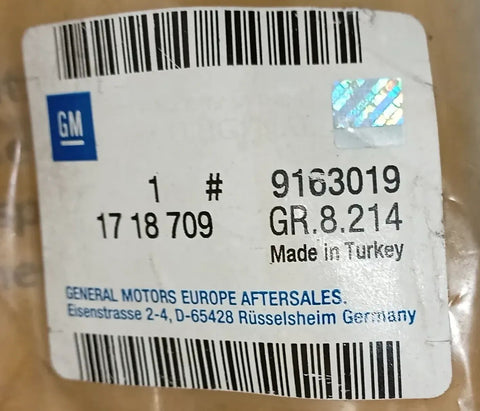 GM
1 # 9163019
17 18 709 GR.8.214
Made in Turkey
GENERAL MOTORS EUROPE AFTERSALES.
Eisenstrasse 2-4, D-65428 Rüsselsheim Germany